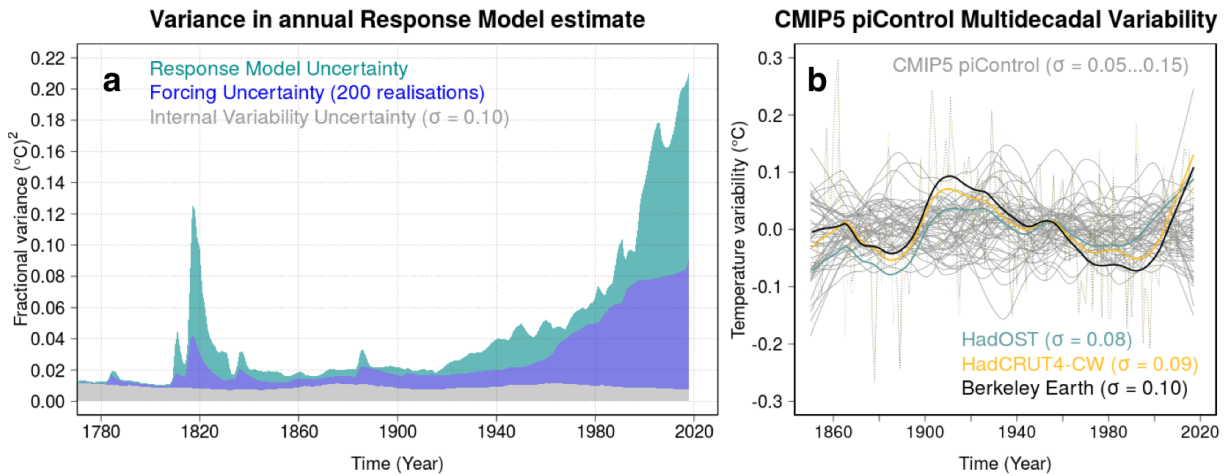 Variance in annual Response Model estimate
a
Response Model Uncertainty
Forcing Uncertainty (200 realisations)
Internal Variability Uncertainty (σ = 0.10)
Fractional variance (°C)²
0.22
0.20
0.18
0.16
0.14
0.12
0.10
0.08
0.06
0.04
0.02
0.00
1780
1820
1860
1900
1940
1980
2020
Time (Year)
CMIP5 piControl Multidecadal Variability
b
CMIP5 piControl (σ = 0.05...0.15)
Temperature variability (°C)
0.3
0.2
0.1
0.0
-0.1
-0.2
-0.3
HadOST (σ = 0.08)
HadCRUT4-CW (σ = 0.09)
Berkeley Earth (σ = 0.10)
1860
1900
1940
1980
2020
Time (Year)